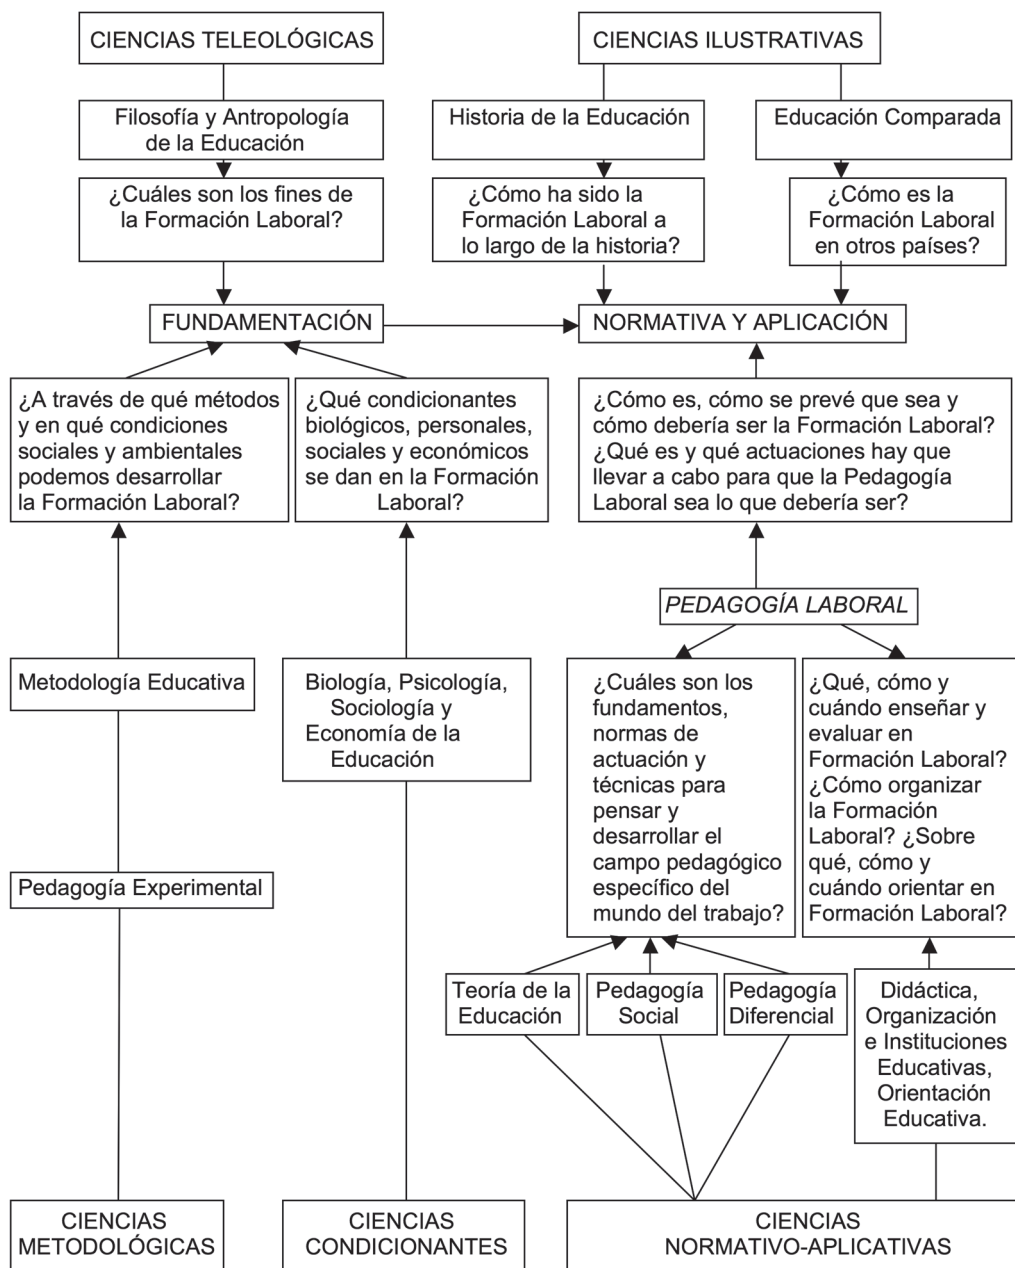 CIENCIAS TELEOLÓGICAS
CIENCIAS ILUSTRATIVAS
Filosofía y Antropología
de la Educación
Historia de la Educación
Educación Comparada
¿Cuáles son los fines de
la Formación Laboral?
¿Cómo ha sido la
Formación Laboral a
lo largo de la historia?
¿Cómo es la
Formación Laboral
en otros países?
FUNDAMENTACIÓN
NORMATIVA Y APLICACIÓN
¿A través de qué métodos
y en qué condiciones
sociales y ambientales
podemos desarrollar
la Formación Laboral?
¿Qué condicionantes
biológicos, personales,
sociales y económicos
se dan en la Formación
Laboral?
¿Cómo es, cómo se prevé que sea y
cómo debería ser la Formación Laboral?
¿Qué es y qué actuaciones hay que
llevar a cabo para que la Pedagogía
Laboral sea lo que debería ser?
PEDAGOGÍA LABORAL
Metodología Educativa
Biología, Psicología,
Sociología y
Economía de la
Educación
¿Cuáles son los
fundamentos,
normas de
actuación y
técnicas para
pensar y
desarrollar el
campo pedagógico
específico del
mundo del trabajo?
¿Qué, cómo y
cuándo enseñar y
evaluar en
Formación Laboral?
¿Cómo organizar
la Formación
Laboral? ¿Sobre
qué, cómo y
cuándo orientar en
Formación Laboral?
Pedagogía Experimental
Teoría de la
Educación
Pedagogía
Social
Pedagogía
Diferencial
Didáctica,
Organización
e Instituciones
Educativas,
Orientación
Educativa.
CIENCIAS
METODOLÓGICAS
CIENCIAS
CONDICIONANTES
CIENCIAS
NORMATIVO-APLICATIVAS